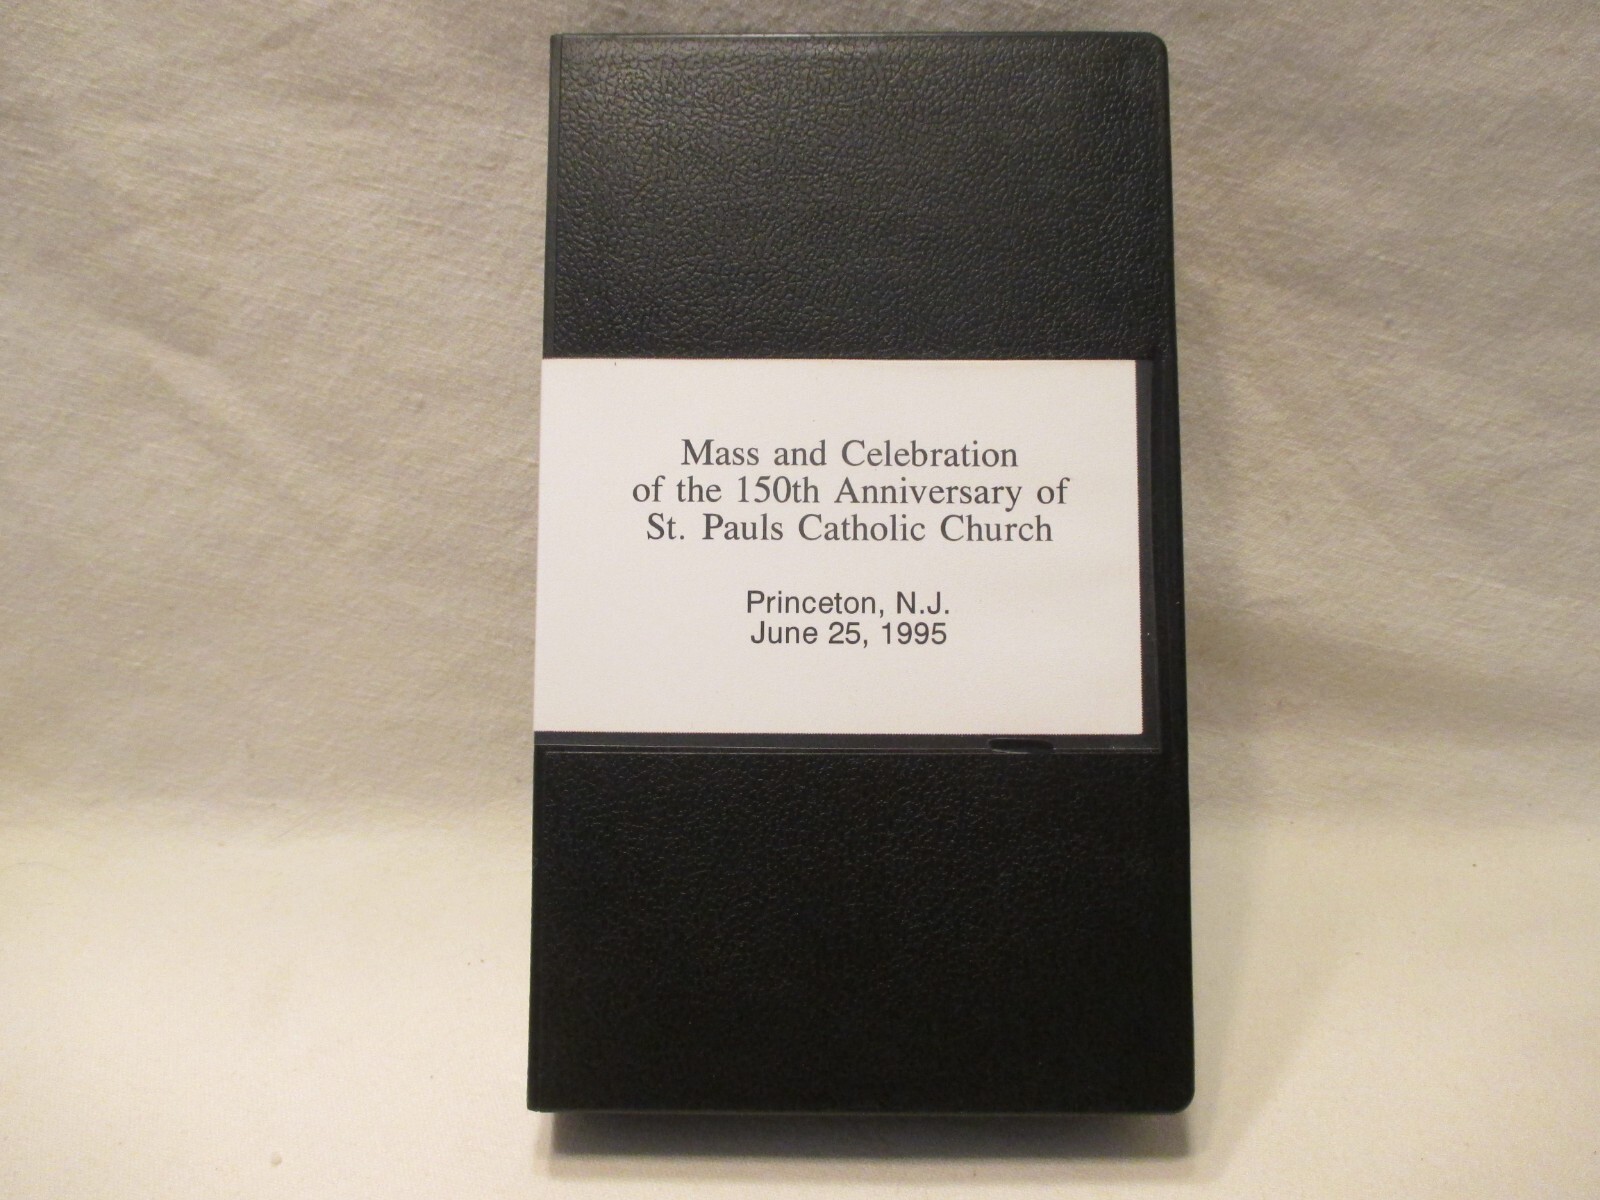 Mass and Celebration
of the 150th Anniversary of
St. Pauls Catholic Church
Princeton, N.J.
June 25, 1995